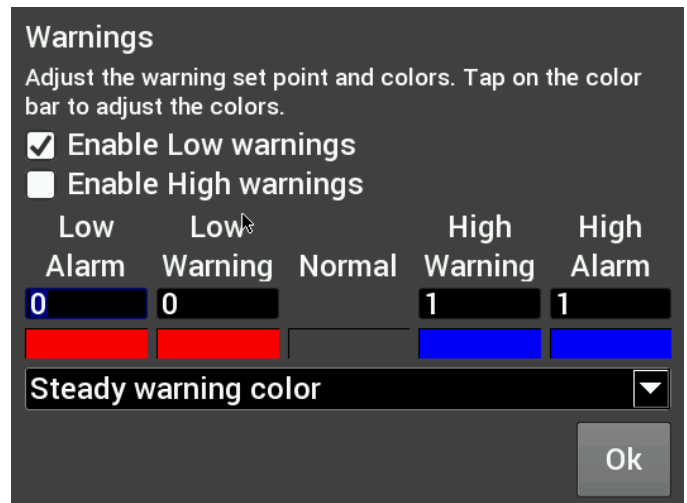 Warnings
Adjust the warning set point and colors. Tap on the color
bar to adjust the colors.
Enable Low warnings
Enable High warnings
Low Low High High
Alarm Warning Normal Warning Alarm
0 0 1 1
Steady warning color
Ok